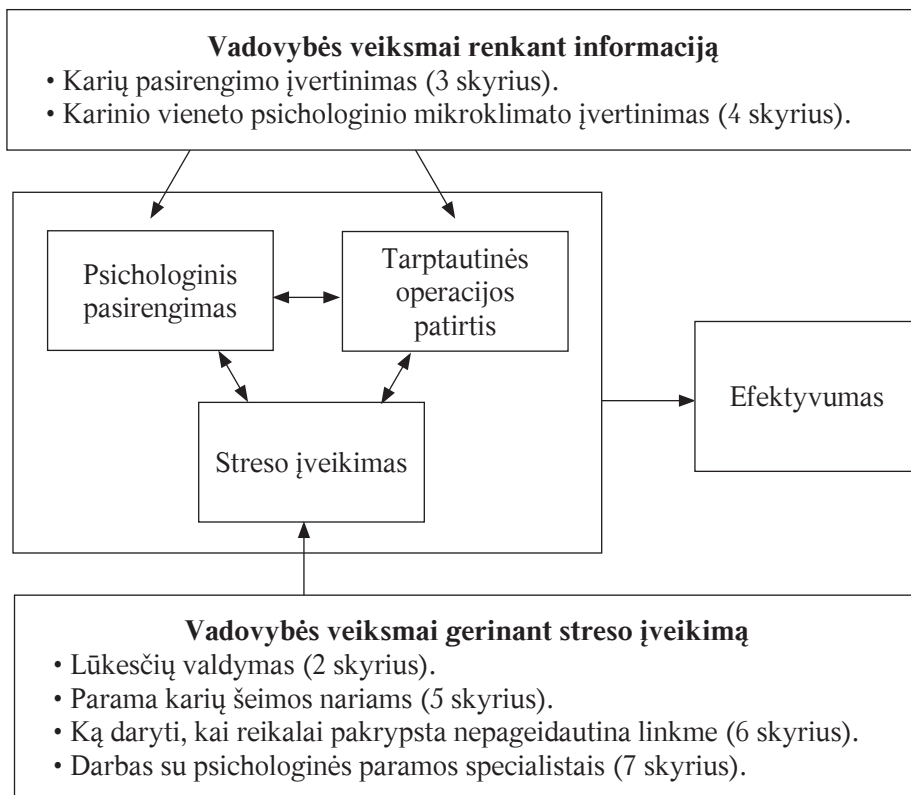 Vadovybės veiksmai renkant informaciją
• Karių pasirengimo įvertinimas (3 skyrius).
• Karinio vieneto psichologinio mikroklimato įvertinimas (4 skyrius).
Psichologinis
pasirengimas
Tarptautinės
operacijos
patirtis
Streso įveikimas
Efektyvumas
Vadovybės veiksmai gerinant streso įveikimą
• Lūkesčių valdymas (2 skyrius).
• Parama karių šeimos nariams (5 skyrius).
• Ką daryti, kai reikalai pakrypsta nepageidautina linkme (6 skyrius).
• Darbas su psichologinės paramos specialistais (7 skyrius).